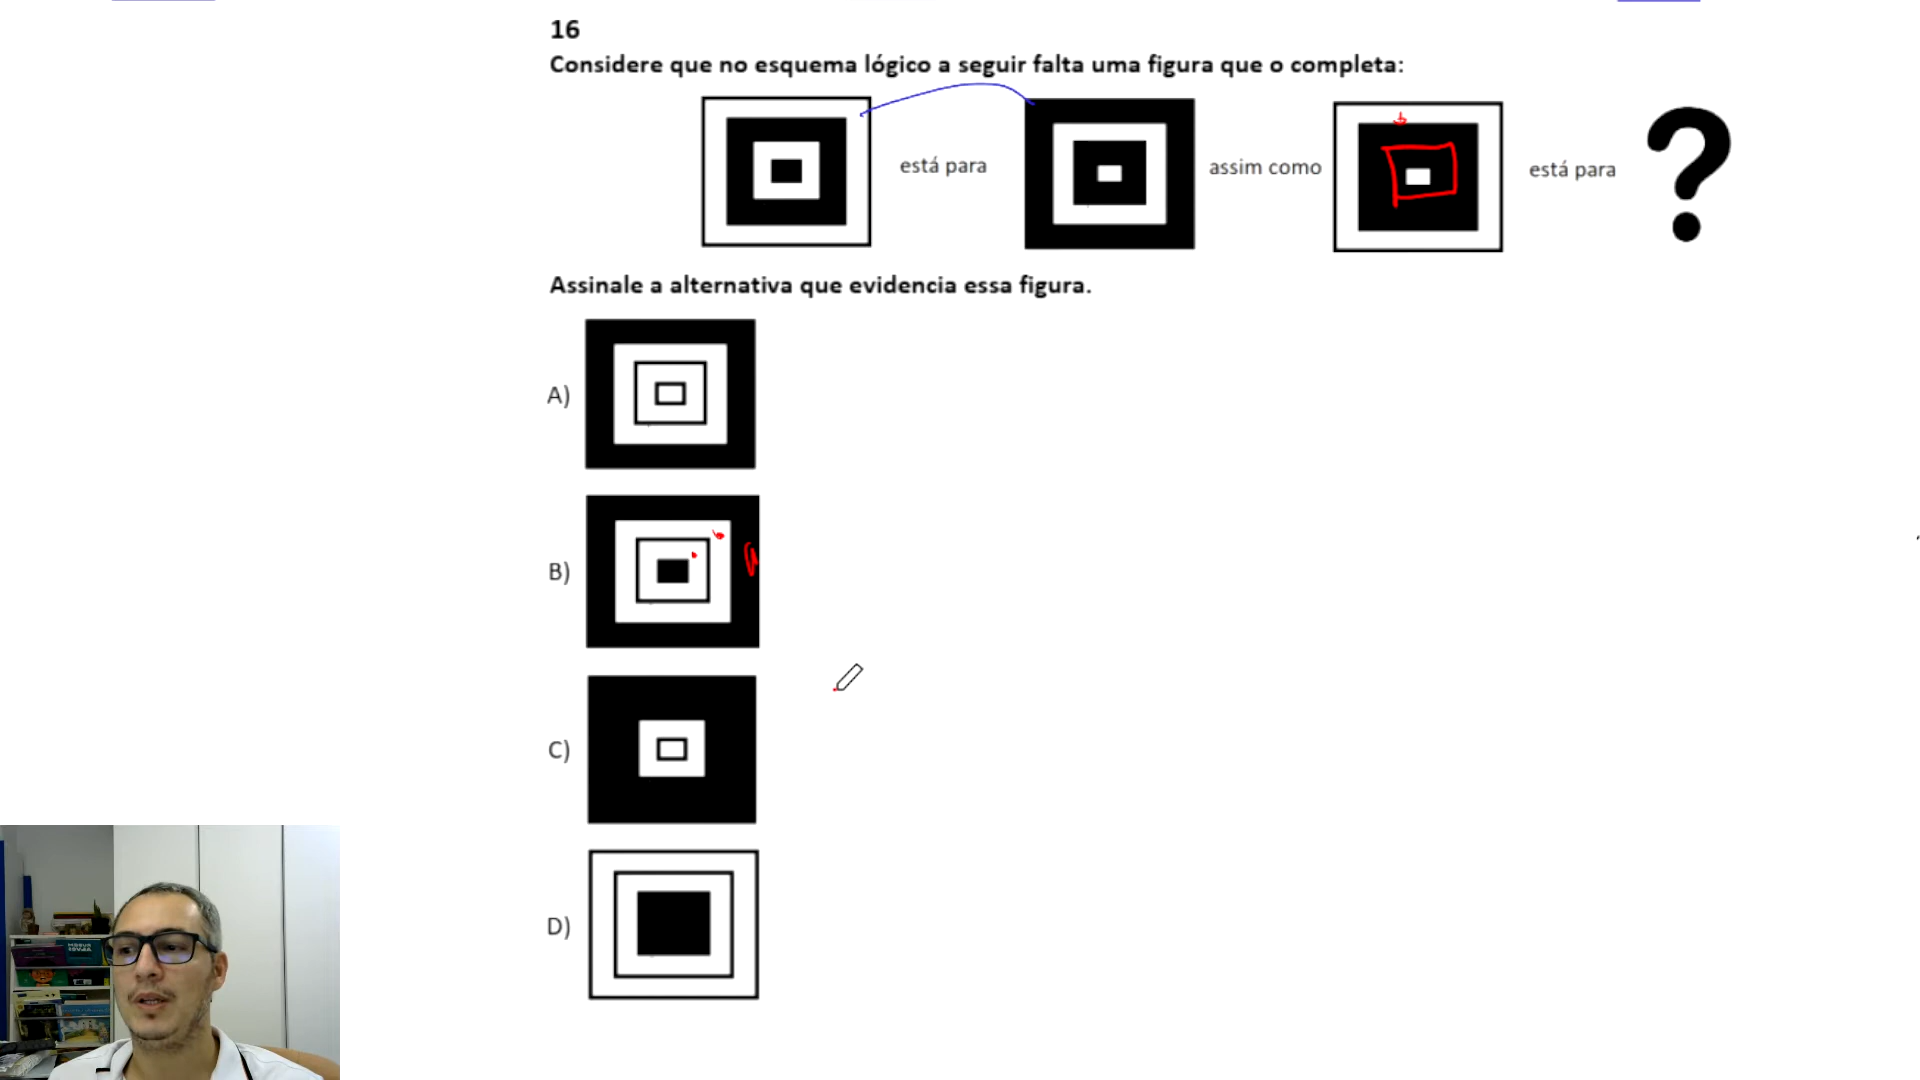 16
Considere que no esquema lógico a seguir falta uma figura que o completa:
está para assim como está para ?
Assinale a alternativa que evidencia essa figura.
A)
B)
C)
D)